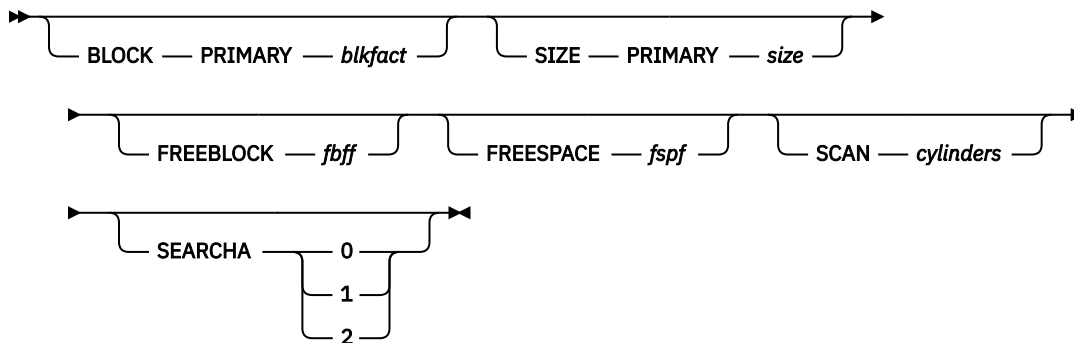 BLOCK PRIMARY blkfact SIZE PRIMARY size
FREEBLOCK fbff FREESPACE fspf SCAN cylinders
SEARCHA 0
1
2